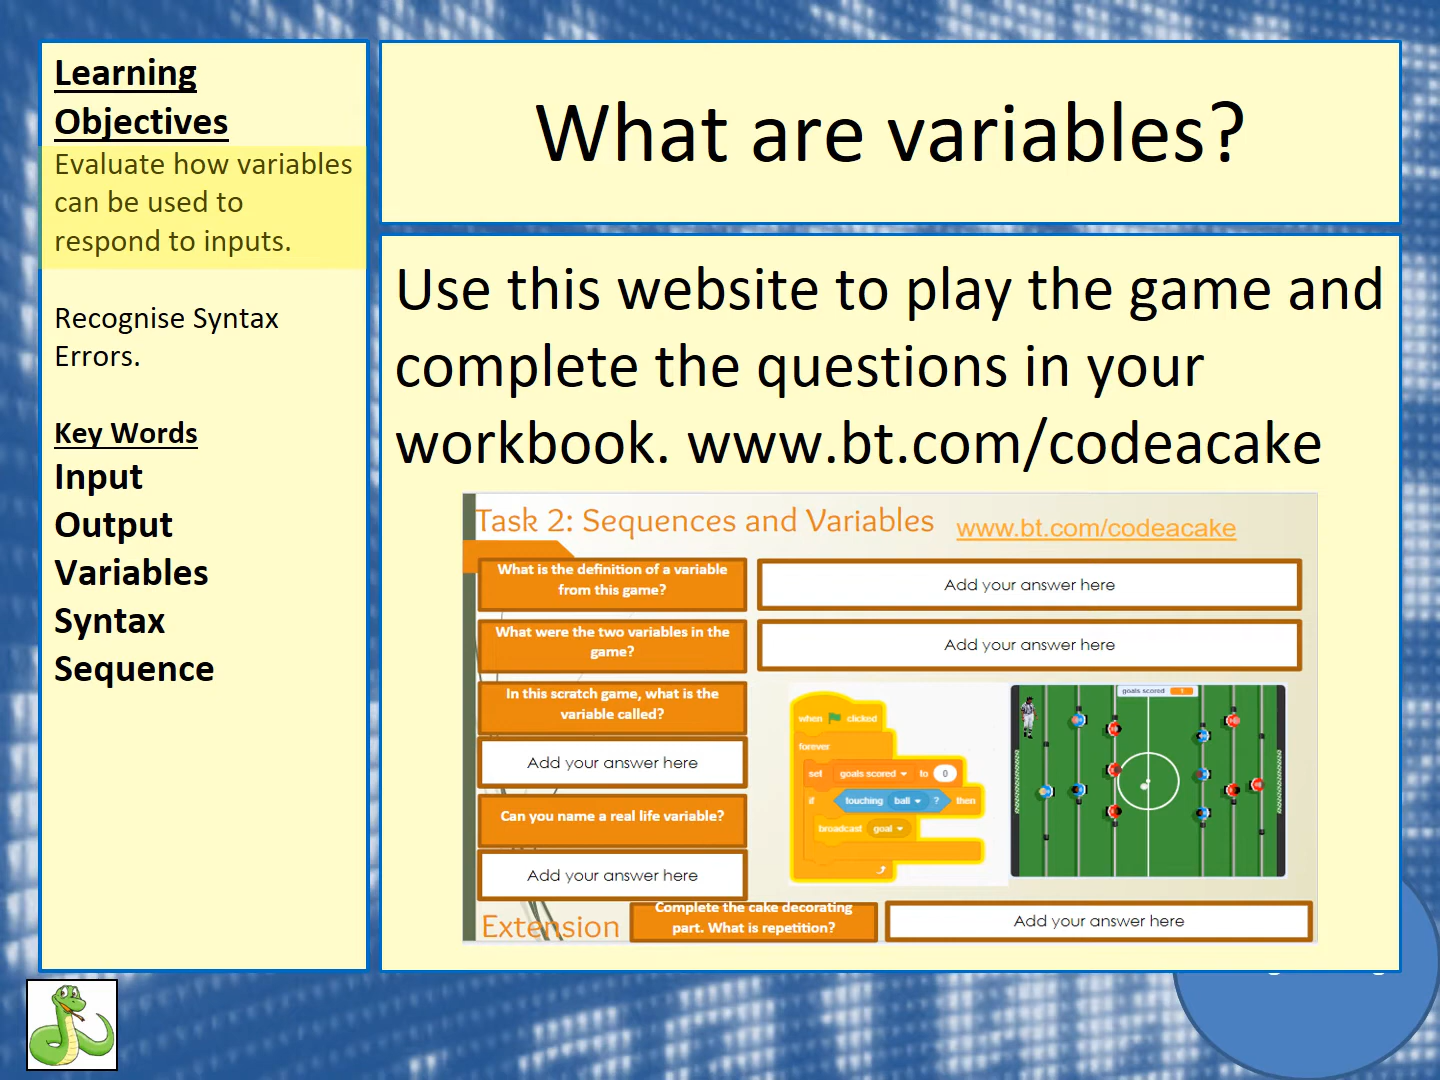 Learning
Objectives
Evaluate how variables
can be used to
respond to inputs.
Recognise Syntax
Errors.
Key Words
Input
Output
Variables
Syntax
Sequence
What are variables?
Use this website to play the game and
complete the questions in your
workbook. www.bt.com/codeacake
Task 2: Sequences and Variables
www.bt.com/codeacake
What is the definition of a variable
from this game?
Add your answer here
What were the two variables in the
game?
Add your answer here
In this scratch game, what is the
variable called?
Add your answer here
Can you name a real life variable?
Add your answer here
when clicked
forever
set goals scored to 0
if touching ball ? then
broadcast goal
goals scored 1
Extension
Complete the cake decorating
part. What is repetition?
Add your answer here